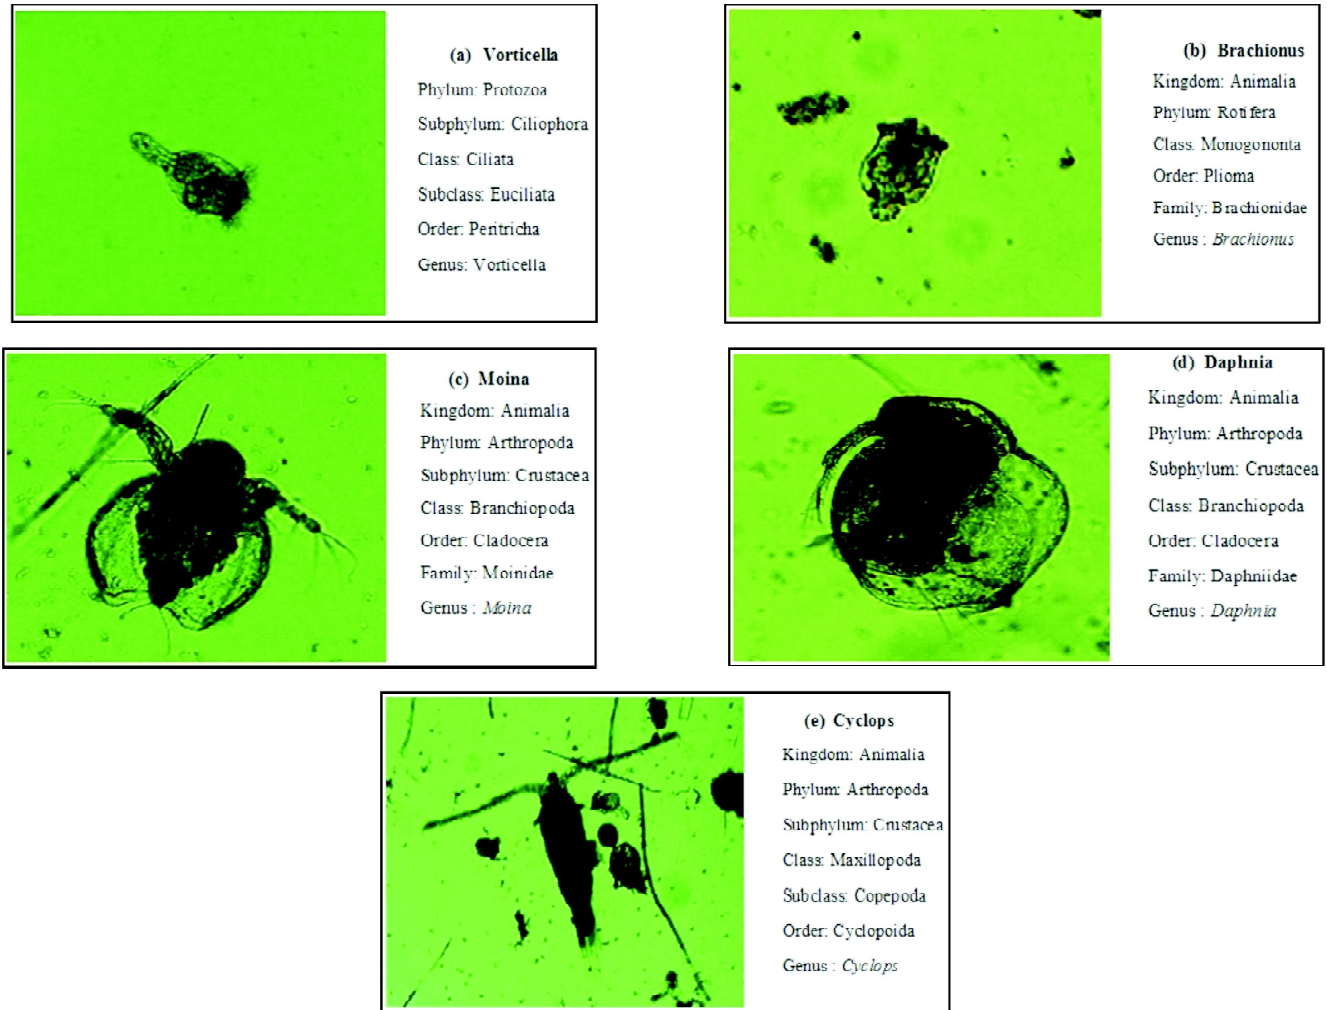 (a) Vorticella
Phylum: Protozoa
Subphylum: Ciliophora
Class: Ciliata
Subclass: Euciliata
Order: Peritricha
Genus: Vorticella
(b) Brachionus
Kingdom: Animalia
Phylum: Rotifera
Class: Monogononta
Order: Plioma
Family: Brachionidae
Genus : Brachionus
(c) Moina
Kingdom: Animalia
Phylum: Arthropoda
Subphylum: Crustacea
Class: Branchiopoda
Order: Cladocera
Family: Moinidae
Genus : Moina
(d) Daphnia
Kingdom: Animalia
Phylum: Arthropoda
Subphylum: Crustacea
Class: Branchiopoda
Order: Cladocera
Family: Daphniidae
Genus : Daphnia
(e) Cyclops
Kingdom: Animalia
Phylum: Arthropoda
Subphylum: Crustacea
Class: Maxillopoda
Subclass: Copepoda
Order: Cyclopoida
Genus : Cyclops